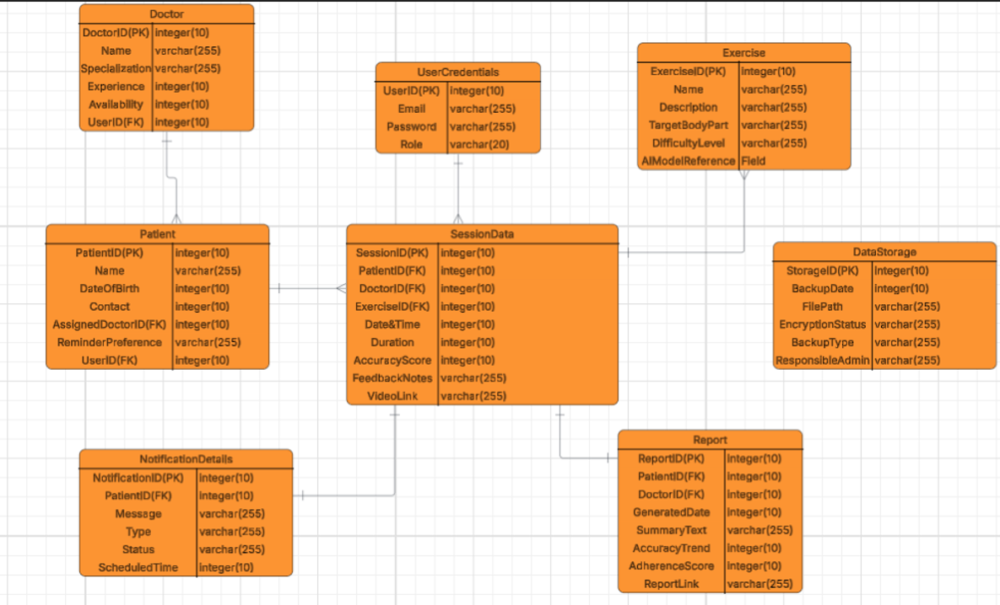 Doctor
DoctorID(PK) integer(10)
Name varchar(255)
Specialization varchar(255)
Experience integer(10)
Availability integer(10)
UserID(FK) integer(10)
UserCredentials
UserID(PK) integer(10)
Email varchar(255)
Password varchar(255)
Role varchar(20)
Exercise
ExerciseID(PK) integer(10)
Name varchar(255)
Description varchar(255)
TargetBodyPart varchar(255)
DifficultyLevel varchar(255)
AIModelReference Field
Patient
PatientID(PK) integer(10)
Name varchar(255)
DateOfBirth integer(10)
Contact integer(10)
AssignedDoctorID(FK) integer(10)
ReminderPreference varchar(255)
UserID(FK) integer(10)
SessionData
SessionID(PK) integer(10)
PatientID(FK) integer(10)
DoctorID(FK) integer(10)
ExerciseID(FK) integer(10)
Date&Time integer(10)
Duration integer(10)
AccuracyScore integer(10)
FeedbackNotes varchar(255)
VideoLink varchar(255)
DataStorage
StorageID(PK) integer(10)
BackupDate integer(10)
FilePath varchar(255)
EncryptionStatus varchar(255)
BackupType varchar(255)
ResponsibleAdmin varchar(255)
NotificationDetails
NotificationID(PK) integer(10)
PatientID(FK) integer(10)
Message varchar(255)
Type varchar(255)
Status varchar(255)
ScheduledTime integer(10)
Report
ReportID(PK) integer(10)
PatientID(FK) integer(10)
DoctorID(FK) integer(10)
GeneratedDate integer(10)
SummaryText varchar(255)
AccuracyTrend integer(10)
AdherenceScore integer(10)
ReportLink varchar(255)